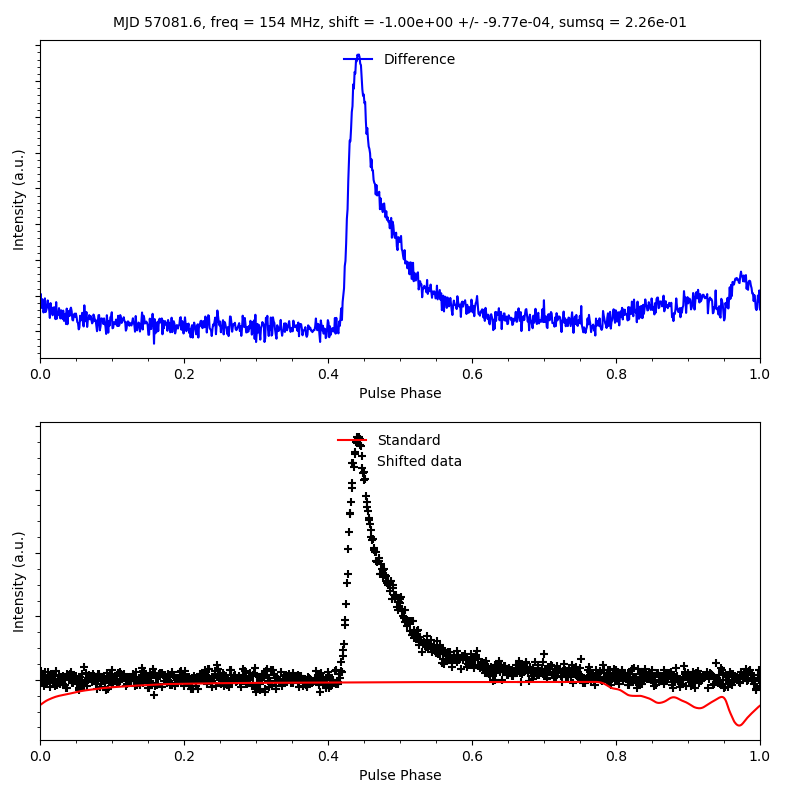 MJD 57081.6, freq = 154 MHz, shift = -1.00e+00 +/- -9.77e-04, sumsq = 2.26e-01
Difference
Intensity (a.u.)
0.0 0.2 0.4 0.6 0.8 1.0
Pulse Phase
Standard
Shifted data
Intensity (a.u.)
0.0 0.2 0.4 0.6 0.8 1.0
Pulse Phase